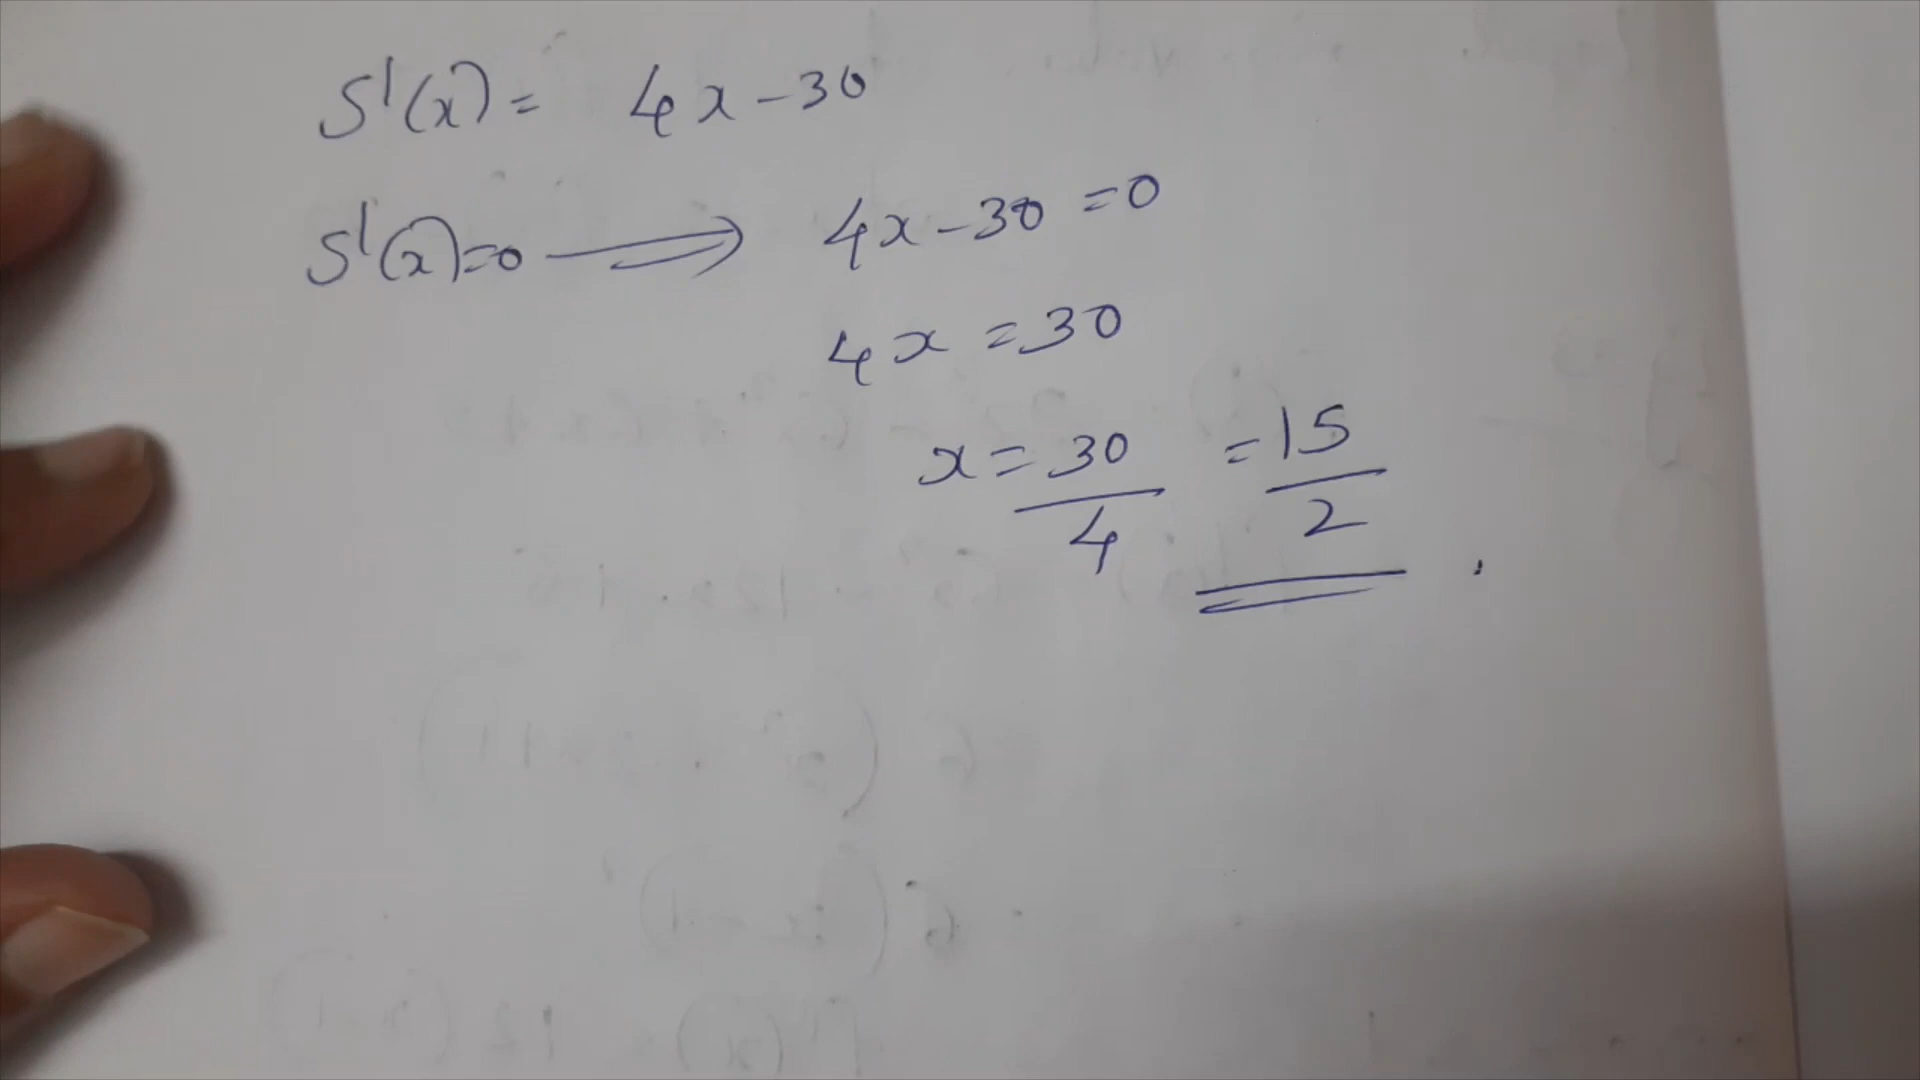 S'(x) = 4x - 30
S'(x) = 0 ⟹ 4x - 30 = 0
4x = 30
x = 30/4 = 15/2